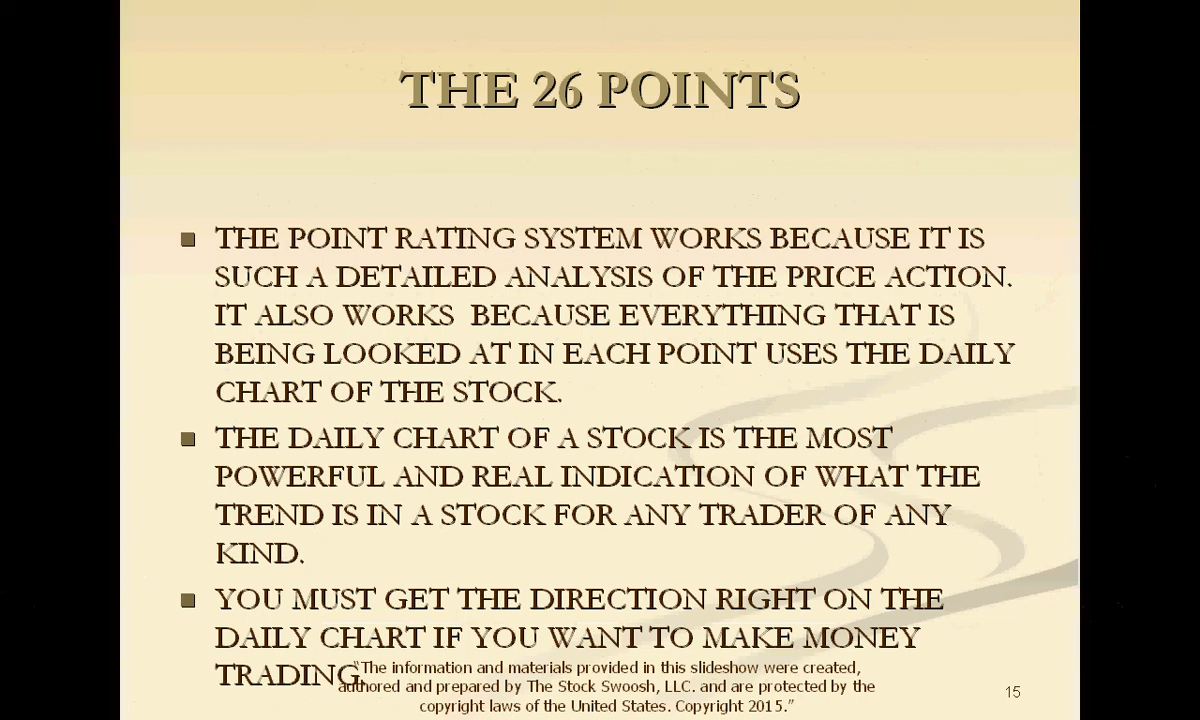 THE 26 POINTS
THE POINT RATING SYSTEM WORKS BECAUSE IT IS
SUCH A DETAILED ANALYSIS OF THE PRICE ACTION.
IT ALSO WORKS  BECAUSE EVERYTHING THAT IS
BEING LOOKED AT IN EACH POINT USES THE DAILY
CHART OF THE STOCK.
THE DAILY CHART OF A STOCK IS THE MOST
POWERFUL AND REAL INDICATION OF WHAT THE
TREND IS IN A STOCK FOR ANY TRADER OF ANY
KIND.
YOU MUST GET THE DIRECTION RIGHT ON THE
DAILY CHART IF YOU WANT TO MAKE MONEY
TRADING.
"The information and materials provided in this slideshow were created,
authored and prepared by The Stock Swoosh, LLC. and are protected by the
copyright laws of the United States. Copyright 2015."
15